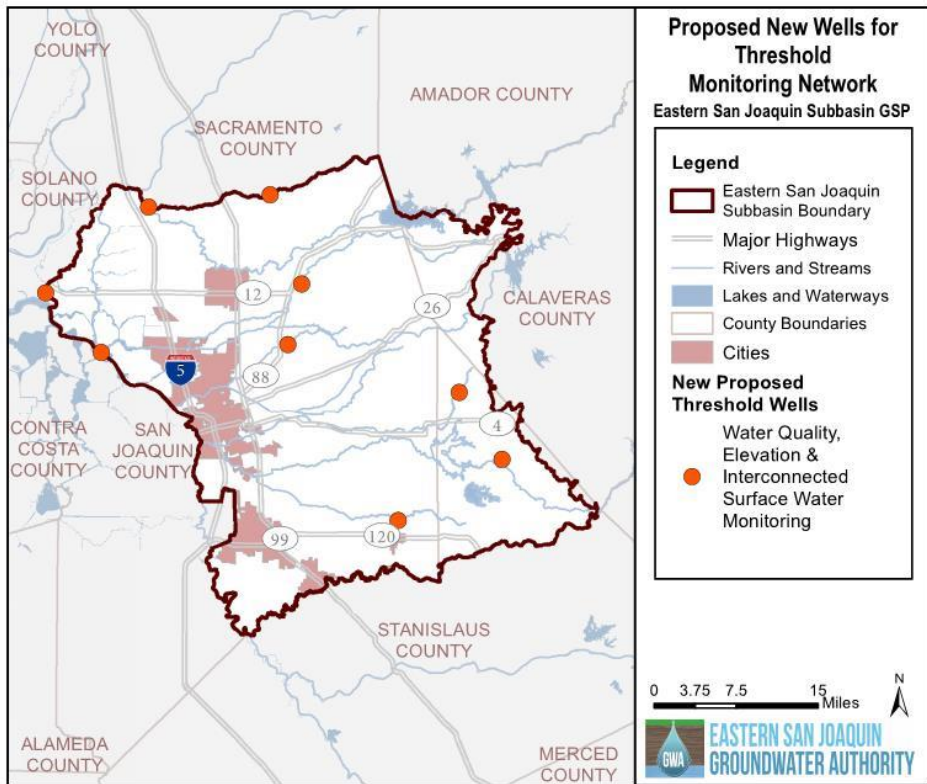 YOLO
COUNTY
AMADOR COUNTY
SACRAMENTO
COUNTY
SOLANO
COUNTY
12
26
CALAVERAS
COUNTY
5
88
4
CONTRA
COSTA
COUNTY
SAN
JOAQUIN
COUNTY
99
120
STANISLAUS
COUNTY
ALAMEDA
COUNTY
MERCED
COUNTY
Proposed New Wells for
Threshold
Monitoring Network
Eastern San Joaquin Subbasin GSP
Legend
Eastern San Joaquin
Subbasin Boundary
Major Highways
Rivers and Streams
Lakes and Waterways
County Boundaries
Cities
New Proposed
Threshold Wells
Water Quality,
Elevation &
Interconnected
Surface Water
Monitoring
N
0 3.75 7.5 15
Miles
GWA
EASTERN SAN JOAQUIN
GROUNDWATER AUTHORITY